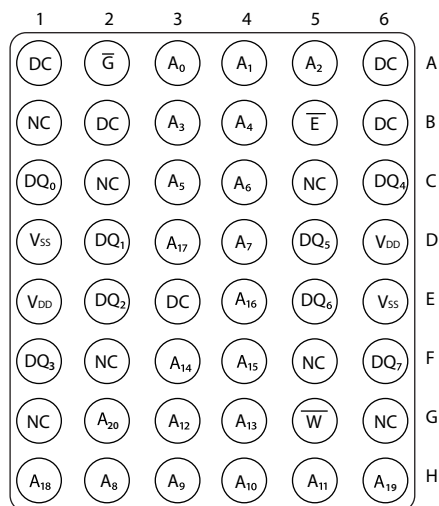 1 2 3 4 5 6
DC G̅ A₀ A₁ A₂ DC A
NC DC A₃ A₄ E̅ DC B
DQ₀ NC A₅ A₆ NC DQ₄ C
VSS DQ₁ A₁₇ A₇ DQ₅ VDD D
VDD DQ₂ DC A₁₆ DQ₆ VSS E
DQ₃ NC A₁₄ A₁₅ NC DQ₇ F
NC A₂₀ A₁₂ A₁₃ W̅ NC G
A₁₈ A₈ A₉ A₁₀ A₁₁ A₁₉ H